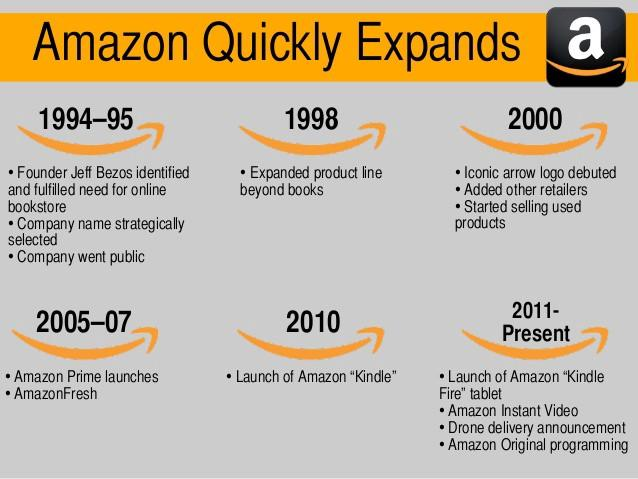 Amazon Quickly Expands
a
1994–95
• Founder Jeff Bezos identified
and fulfilled need for online
bookstore
• Company name strategically
selected
• Company went public
1998
• Expanded product line
beyond books
2000
• Iconic arrow logo debuted
• Added other retailers
• Started selling used
products
2005–07
• Amazon Prime launches
• AmazonFresh
2010
• Launch of Amazon “Kindle”
2011-
Present
• Launch of Amazon “Kindle
Fire” tablet
• Amazon Instant Video
• Drone delivery announcement
• Amazon Original programming